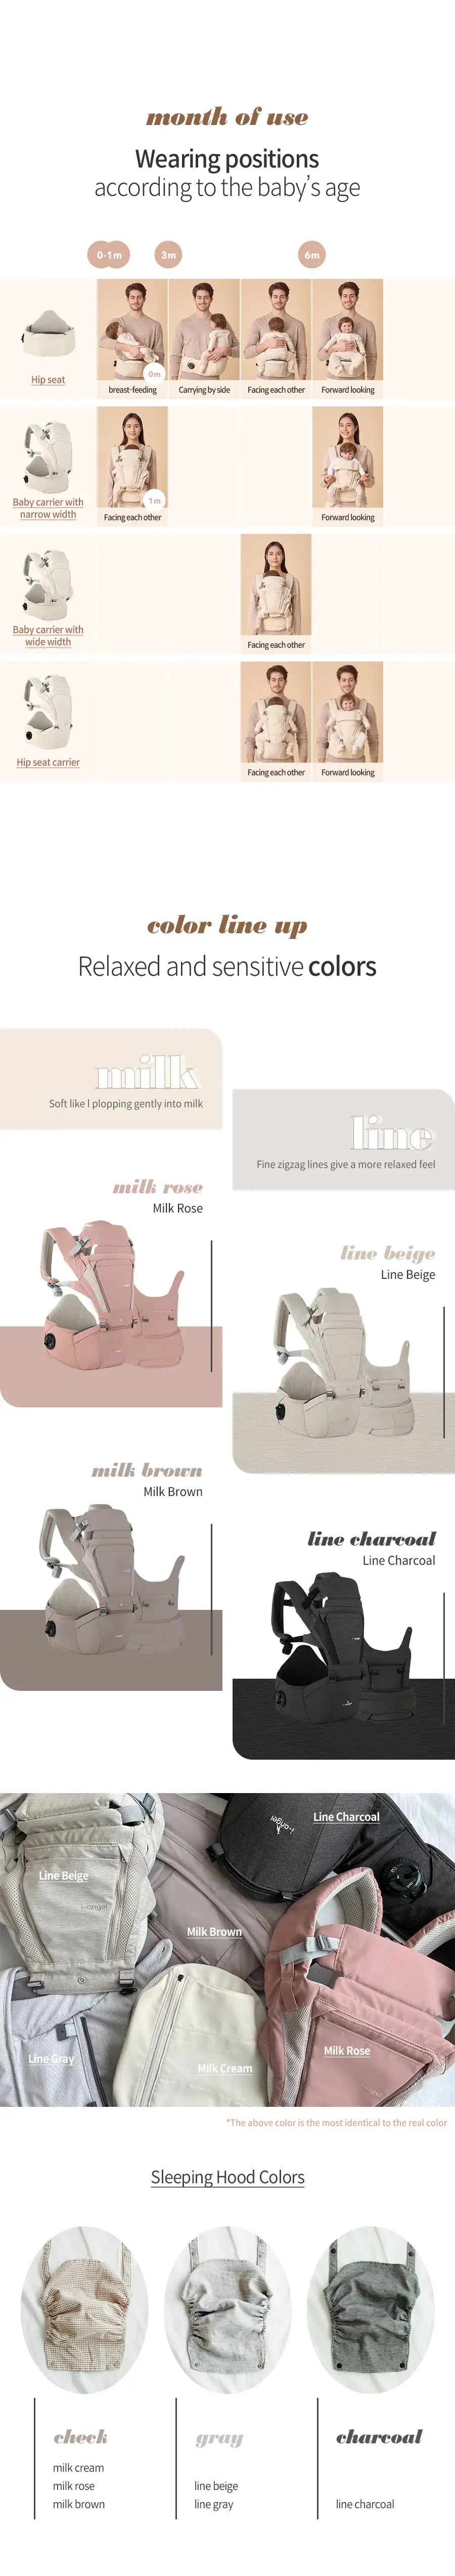 month of use
Wearing positions
according to the baby's age
0-1m
3m
6m
Hip seat
0m
breast-feeding
Carrying by side
Facing each other
Forward looking
Baby carrier with
narrow width
1m
Facing each other
Forward looking
Baby carrier with
wide width
Facing each other
Hip seat carrier
Facing each other
Forward looking
color line up
Relaxed and sensitive colors
milk
Soft like I plopping gently into milk
line
Fine zigzag lines give a more relaxed feel
milk rose
Milk Rose
line beige
Line Beige
milk brown
Milk Brown
line charcoal
Line Charcoal
Line Charcoal
i-angel
Line Beige
i-angel
Milk Brown
Line Gray
Milk Cream
Milk Rose
*The above color is the most identical to the real color
Sleeping Hood Colors
check
milk cream
milk rose
milk brown
gray
line beige
line gray
charcoal
line charcoal